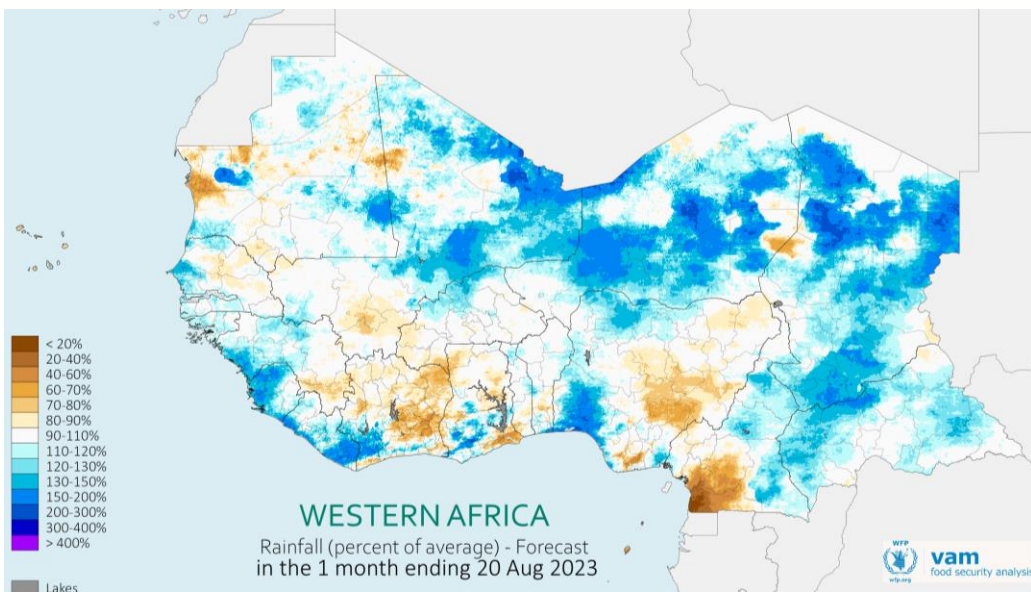 < 20%
20-40%
40-60%
60-70%
70-80%
80-90%
90-110%
110-120%
120-130%
130-150%
150-200%
200-300%
300-400%
> 400%
Lakes
WESTERN AFRICA
Rainfall (percent of average) - Forecast
in the 1 month ending 20 Aug 2023
WFP
wfp.org
vam
food security analysis